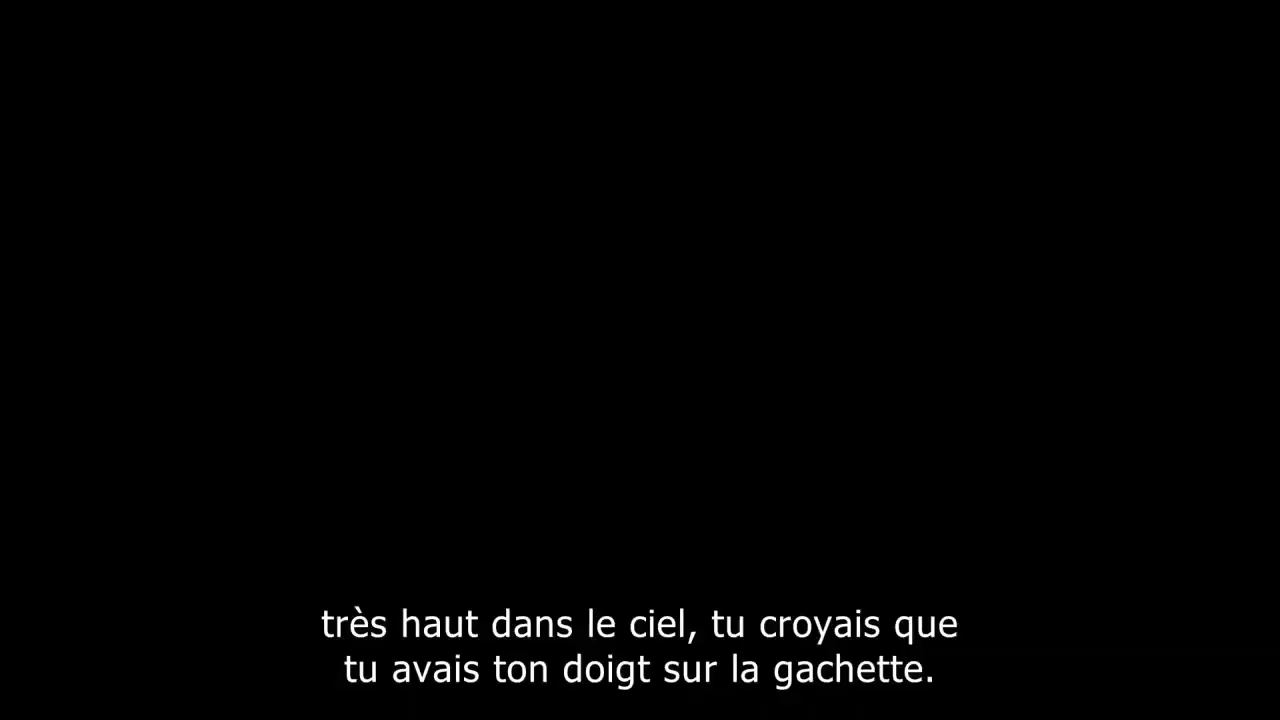 très haut dans le ciel, tu croyais que
tu avais ton doigt sur la gachette.